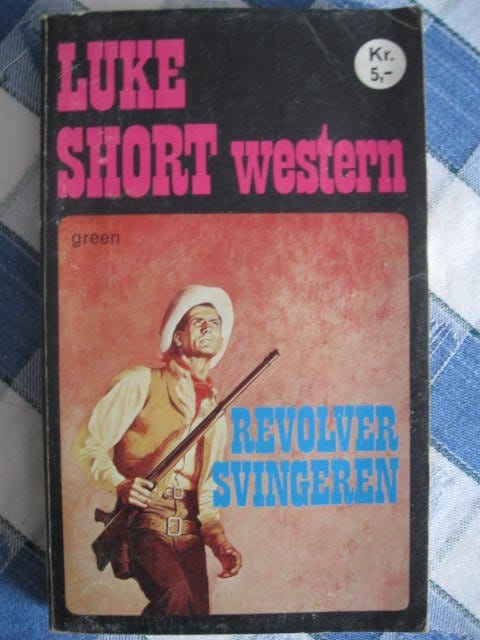 LUKE
SHORT western
Kr.
5,-
green
REVOLVER
SVINGEREN